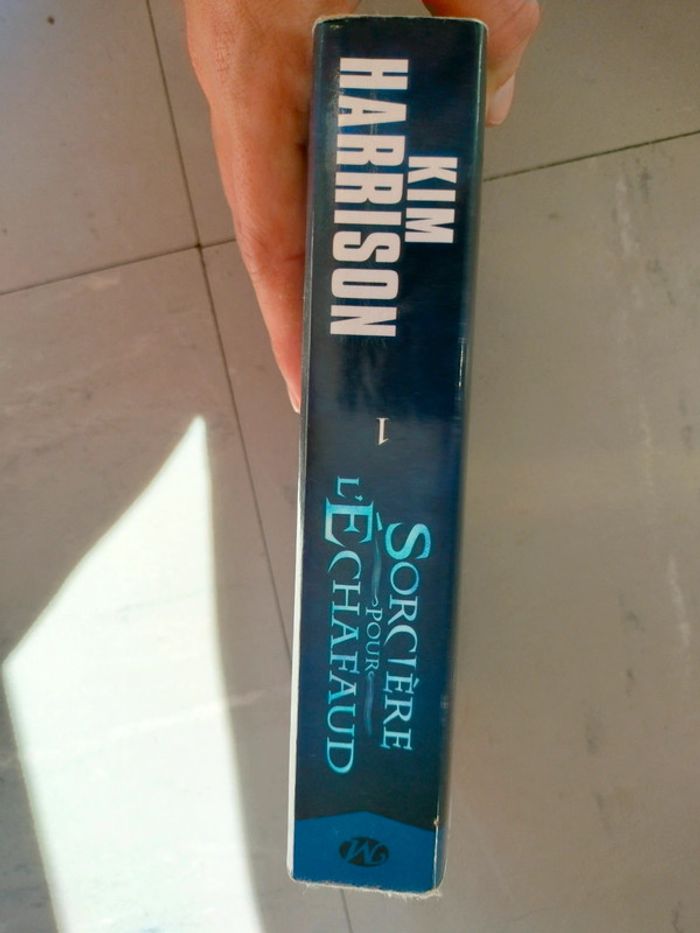 KIM
HARRISON
1
SORCIÈRE
POUR
L'ÉCHAFAUD
M